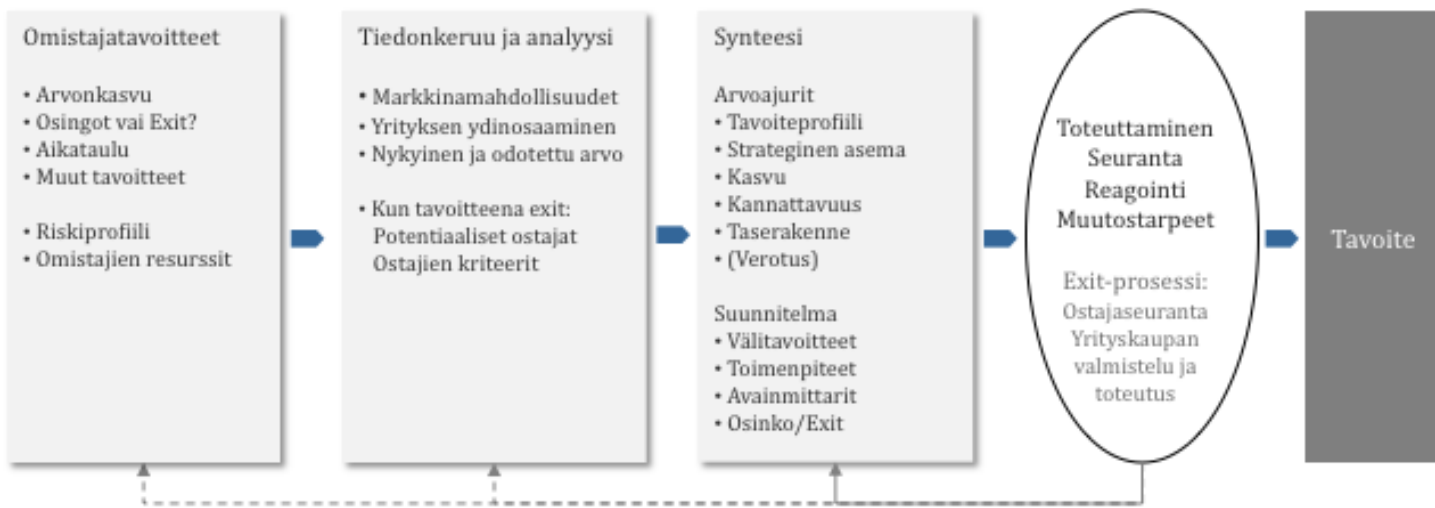 Omistajatavoitteet
• Arvonkasvu
• Osingot vai Exit?
• Aikataulu
• Muut tavoitteet
• Riskiprofiili
• Omistajien resurssit
Tiedonkeruu ja analyysi
• Markkinamahdollisuudet
• Yrityksen ydinosaaminen
• Nykyinen ja odotettu arvo
• Kun tavoitteena exit:
Potentiaaliset ostajat
Ostajien kriteerit
Synteesi
Arvoajurit
• Tavoiteprofiili
• Strateginen asema
• Kasvu
• Kannattavuus
• Taserakenne
• (Verotus)
Suunnitelma
• Välitavoitteet
• Toimenpiteet
• Avainmittarit
• Osinko/Exit
Toteuttaminen
Seuranta
Reagointi
Muutostarpeet
Exit-prosessi:
Ostajaseuranta
Yrityskaupan
valmistelu ja
toteutus
Tavoite